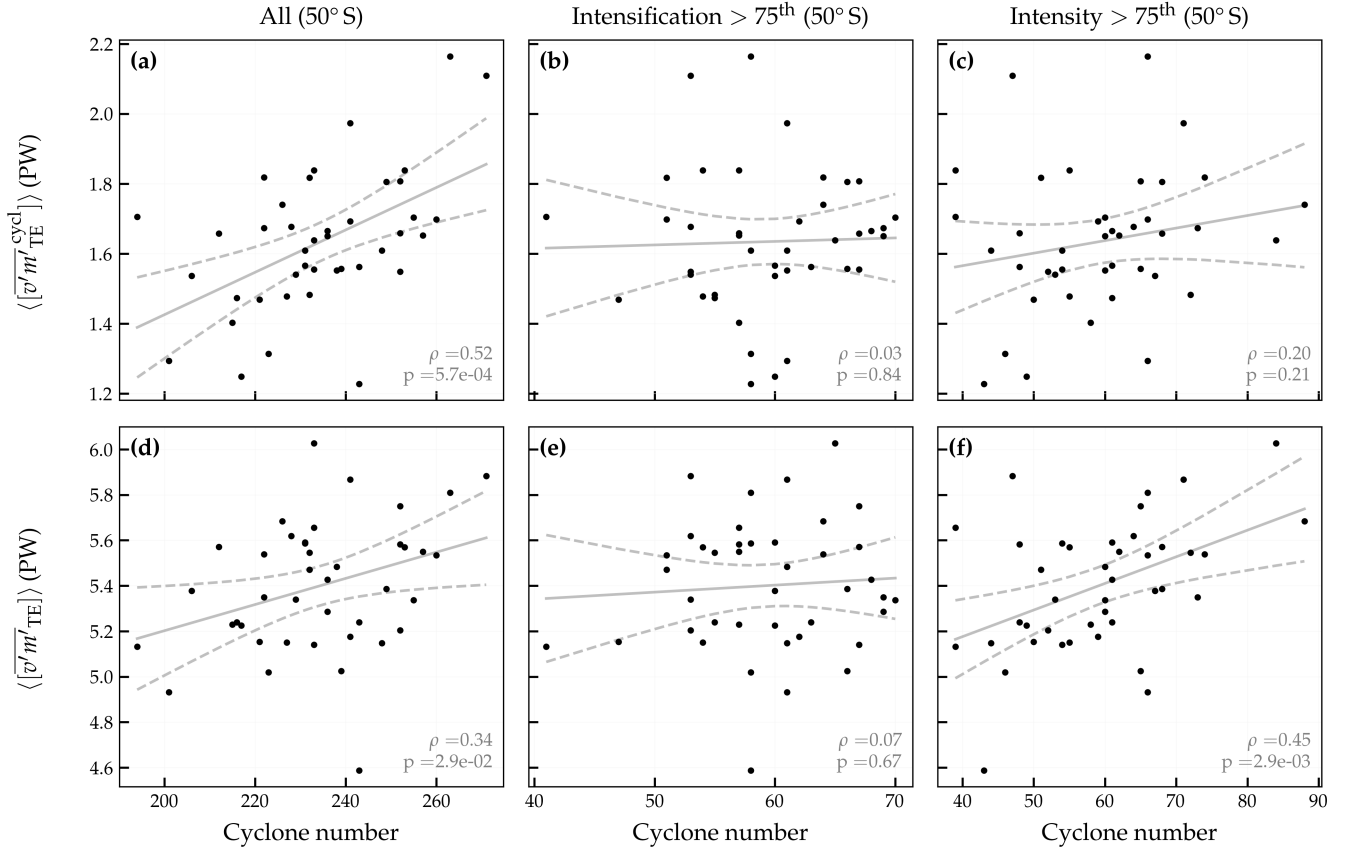 All (50° S)
Intensification > 75th (50° S)
Intensity > 75th (50° S)
(a)
(b)
(c)
2.2
2.0
1.8
1.6
1.4
1.2
⟨[v′m′TE cycl]⟩ (PW)
ρ =0.52
p =5.7e-04
ρ =0.03
p =0.84
ρ =0.20
p =0.21
(d)
(e)
(f)
6.0
5.8
5.6
5.4
5.2
5.0
4.8
4.6
⟨[v′m′TE]⟩ (PW)
ρ =0.34
p =2.9e-02
ρ =0.07
p =0.67
ρ =0.45
p =2.9e-03
200 220 240 260
40 50 60 70
40 50 60 70 80 90
Cyclone number
Cyclone number
Cyclone number